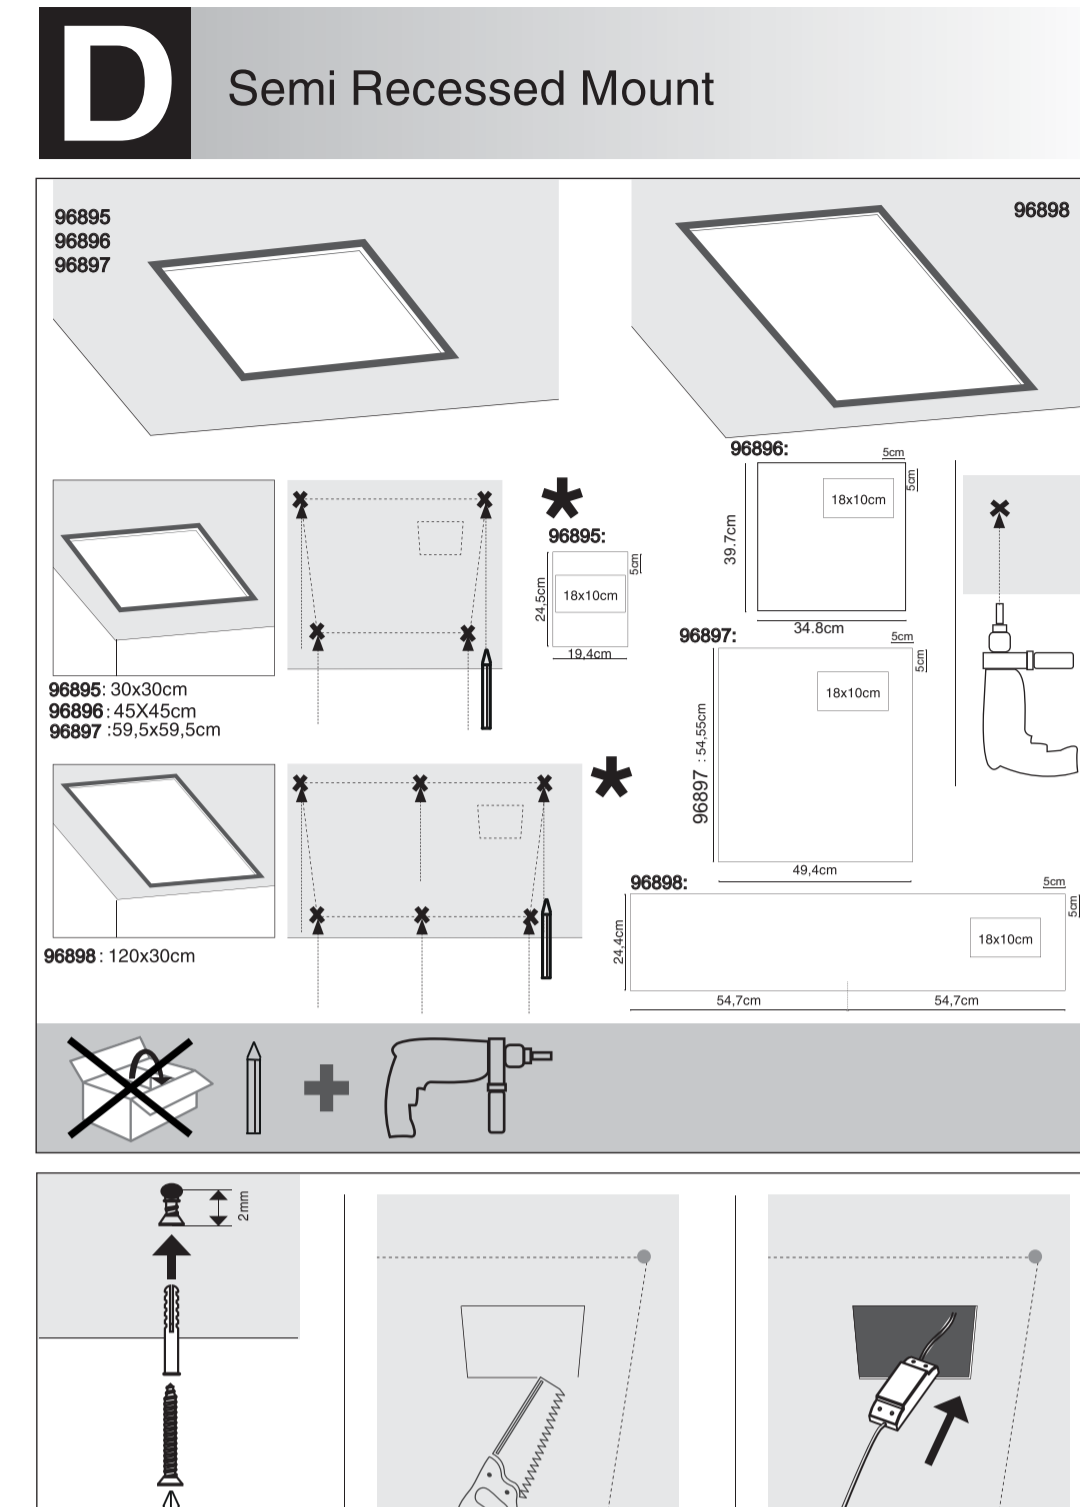 D
Semi Recessed Mount
96895
96896
96897
96898
96895: 30x30cm
96896: 45X45cm
96897 :59,5x59,5cm
*
96895:
5cm
24,5cm
18x10cm
19,4cm
96896:
5cm
5cm
18x10cm
39.7cm
34.8cm
96897:
5cm
5cm
18x10cm
96897 : 54,55cm
49,4cm
96898: 120x30cm
*
96898:
5cm
5cm
18x10cm
24,4cm
54,7cm
54,7cm
2mm